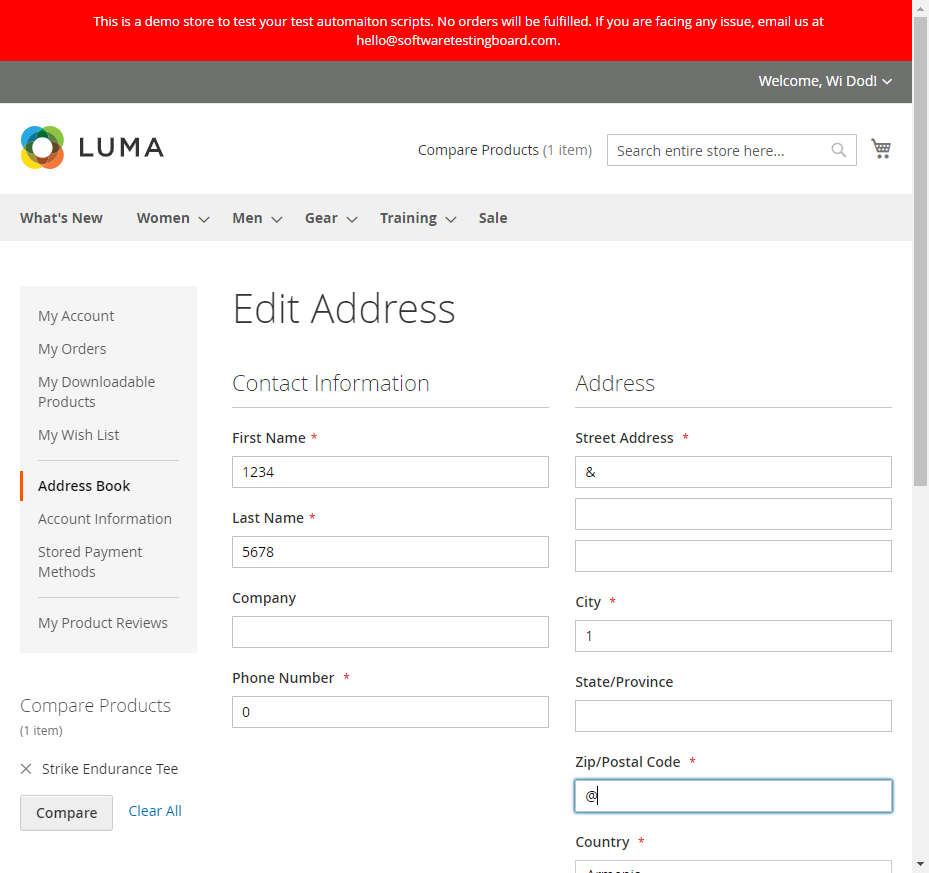 This is a demo store to test your test automaiton scripts. No orders will be fulfilled. If you are facing any issue, email us at
hello@softwaretestingboard.com.
Welcome, Wi Dod!
LUMA
Compare Products (1 item)
Search entire store here...
What's New
Women
Men
Gear
Training
Sale
My Account
My Orders
My Downloadable
Products
My Wish List
Address Book
Account Information
Stored Payment
Methods
My Product Reviews
Compare Products
(1 item)
Strike Endurance Tee
Compare
Clear All
Edit Address
Contact Information
First Name *
1234
Last Name *
5678
Company
Phone Number *
0
Address
Street Address *
&
City *
1
State/Province
Zip/Postal Code *
@
Country *
Armenia